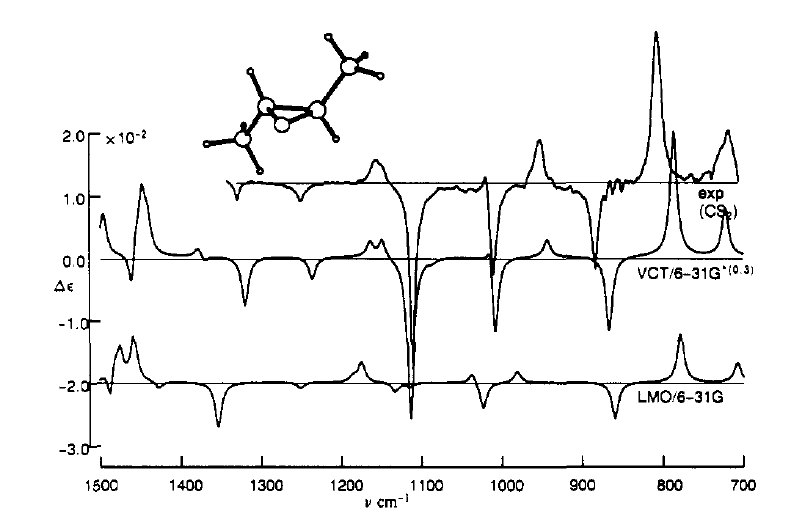 2.0
×10⁻²
1.0
0.0
Δε
-1.0
-2.0
-3.0
exp
(CS₂)
VCT/6-31G*(0.3)
LMO/6-31G
1500 1400 1300 1200 1100 1000 900 800 700
ν cm⁻¹